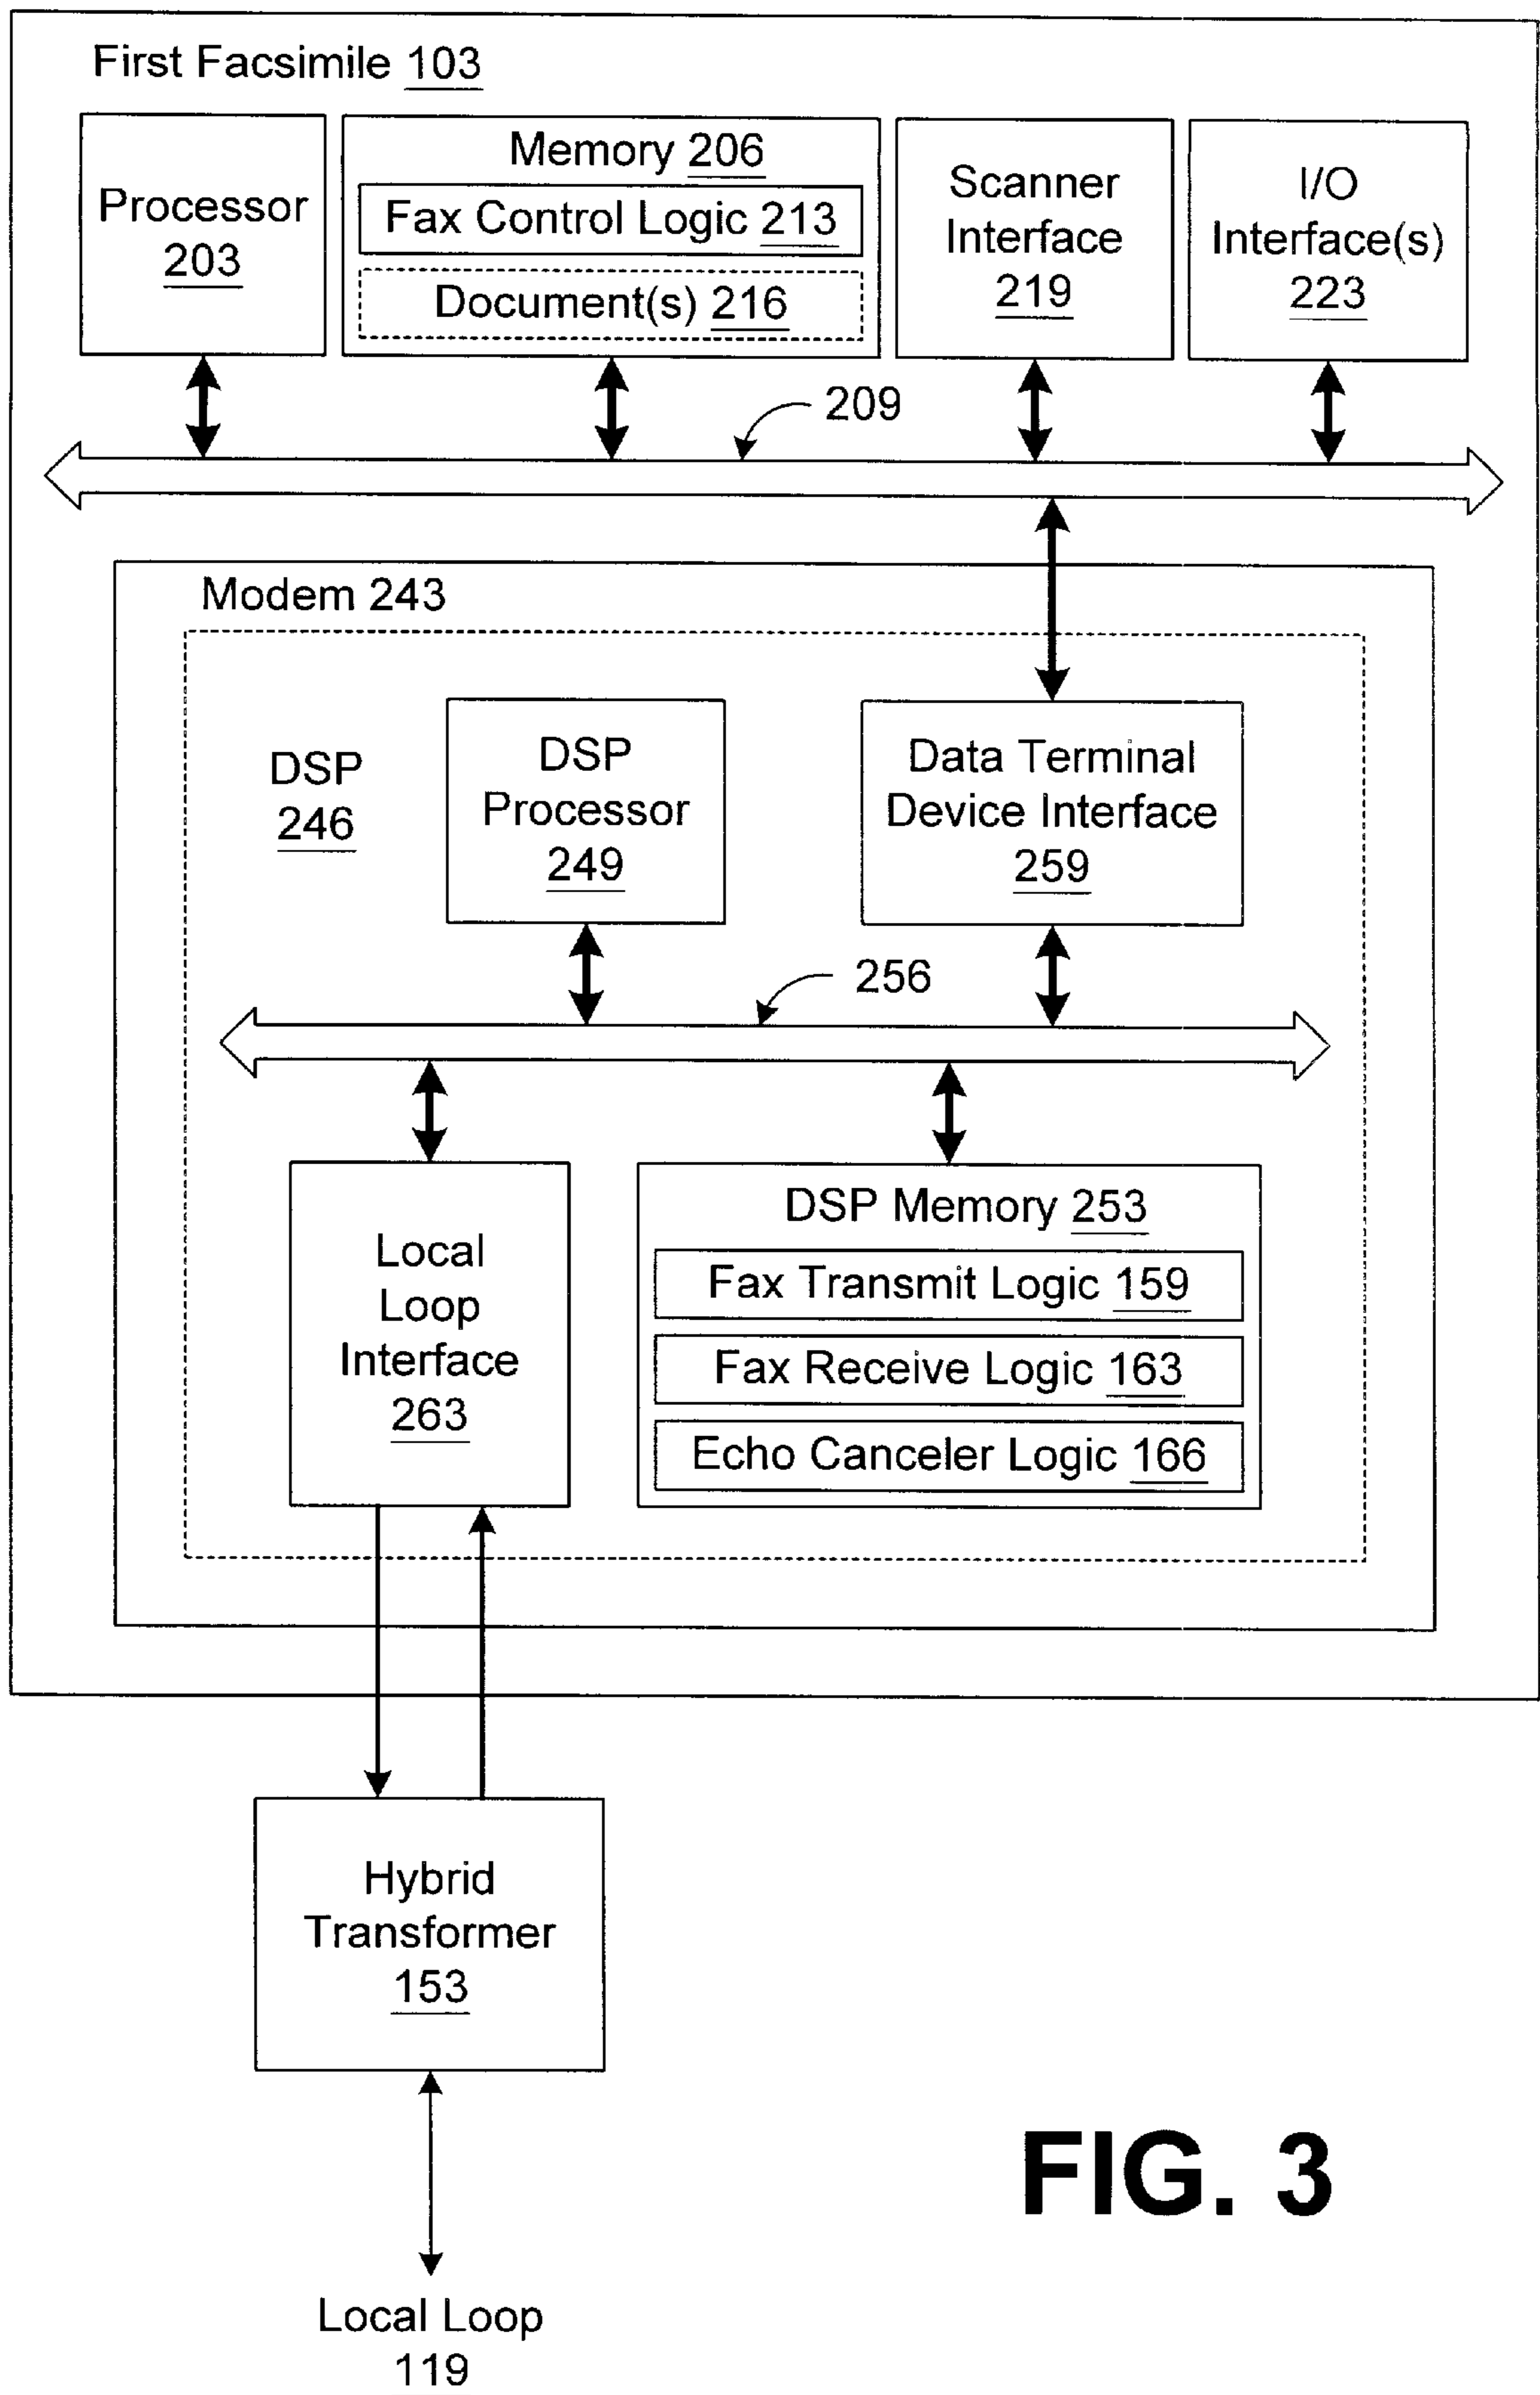 First Facsimile 103
Processor
203
Memory 206
Fax Control Logic 213
Document(s) 216
Scanner
Interface
219
I/O
Interface(s)
223
209
Modem 243
DSP
246
DSP
Processor
249
Data Terminal
Device Interface
259
256
Local
Loop
Interface
263
DSP Memory 253
Fax Transmit Logic 159
Fax Receive Logic 163
Echo Canceler Logic 166
Hybrid
Transformer
153
Local Loop
119
FIG. 3